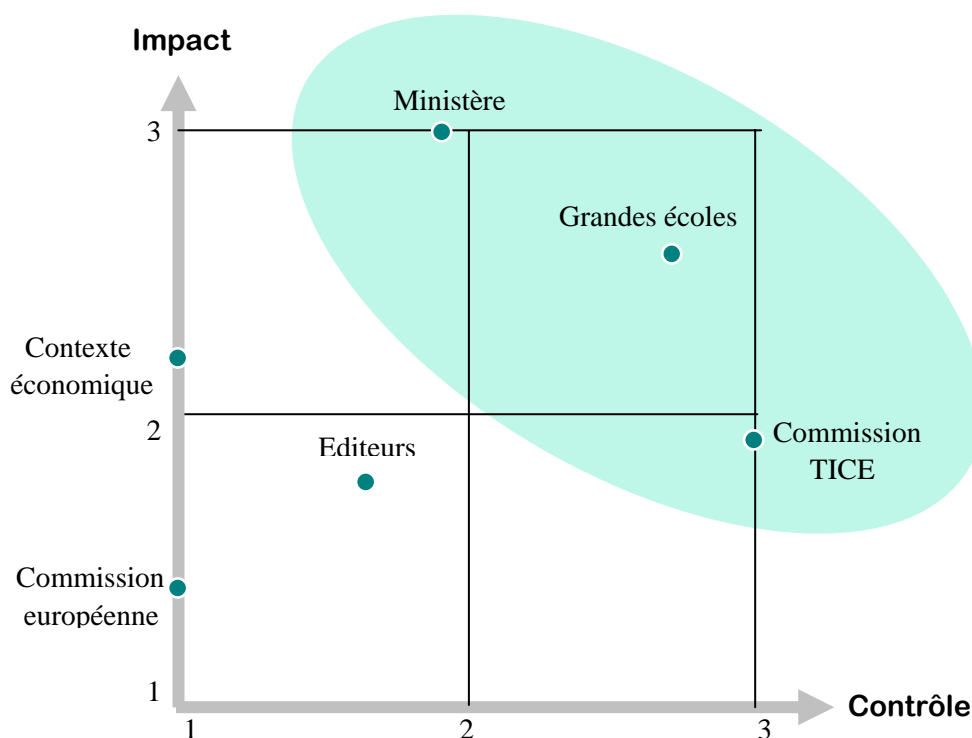 Impact
Ministère
3
Grandes écoles
Contexte
économique
2
Editeurs
Commission
TICE
Commission
européenne
1
Contrôle
1
2
3